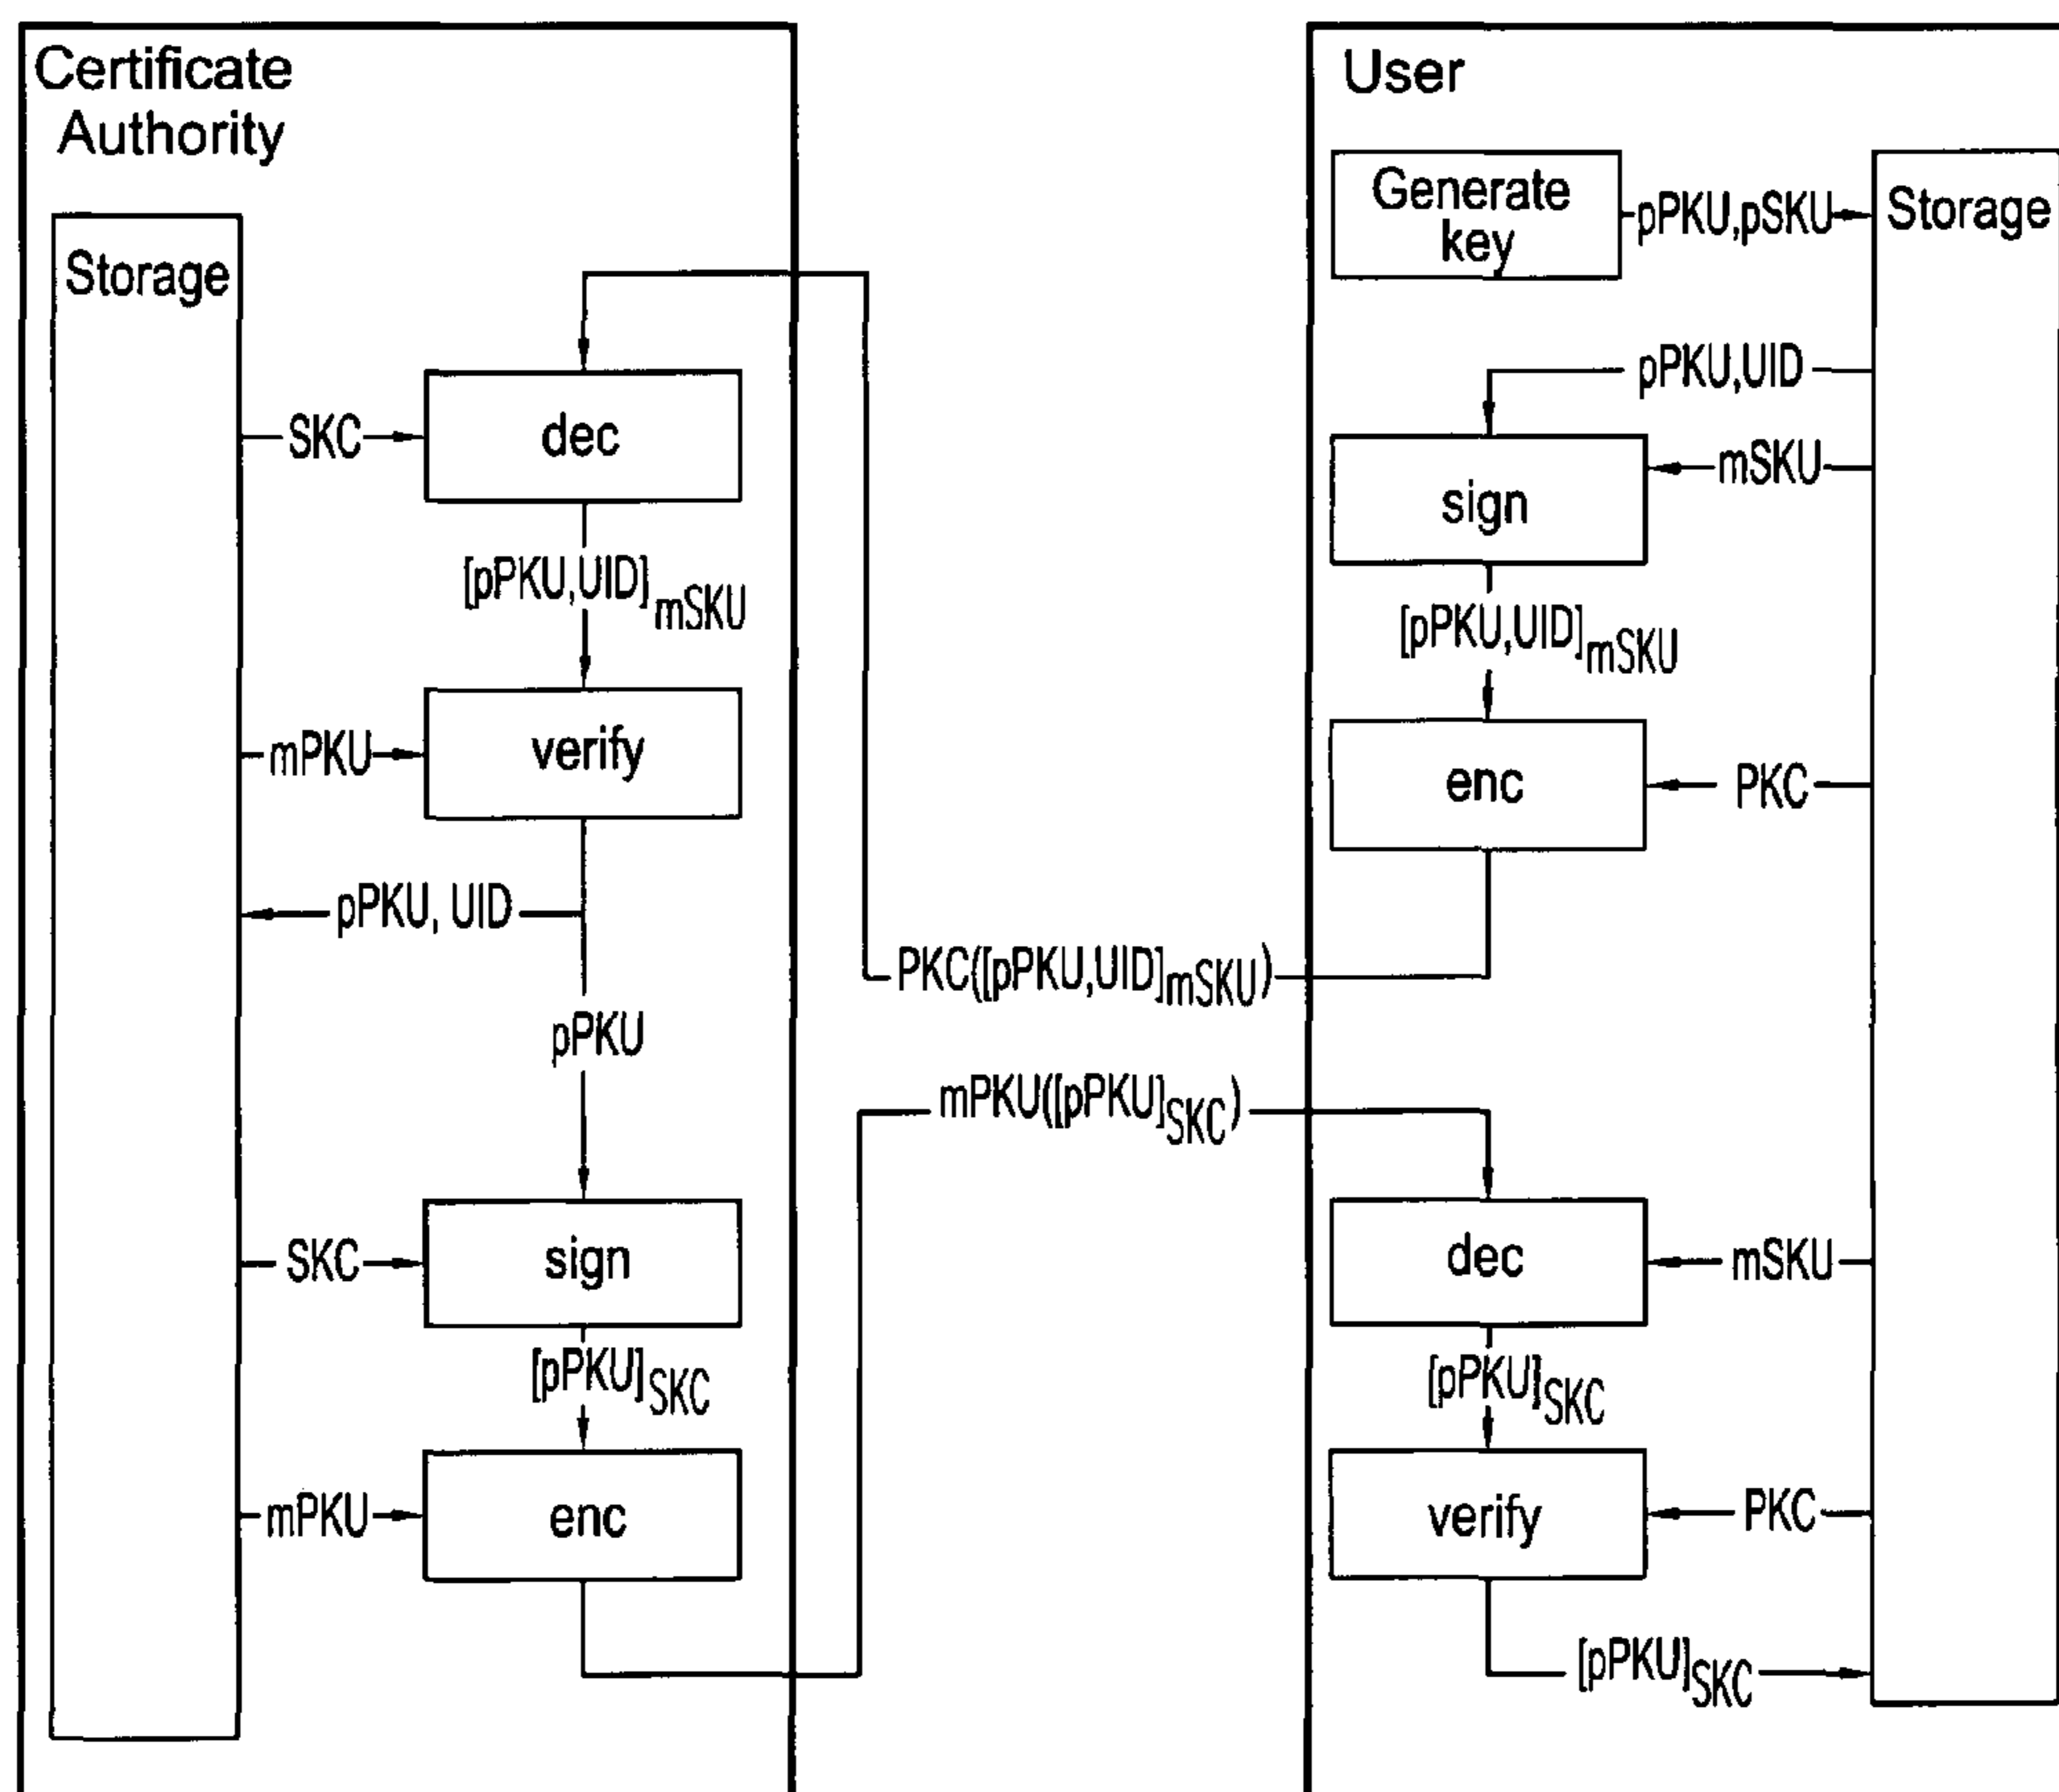 Certificate
Authority
Storage
SKC
dec
[pPKU,UID]mSKU
mPKU
verify
pPKU, UID
pPKU
SKC
sign
[pPKU]SKC
mPKU
enc
PKC([pPKU,UID]mSKU)
mPKU([pPKU]SKC)
User
Generate
key
pPKU,pSKU
Storage
pPKU,UID
mSKU
sign
[pPKU,UID]mSKU
enc
PKC
dec
mSKU
[pPKU]SKC
verify
PKC
[pPKU]SKC